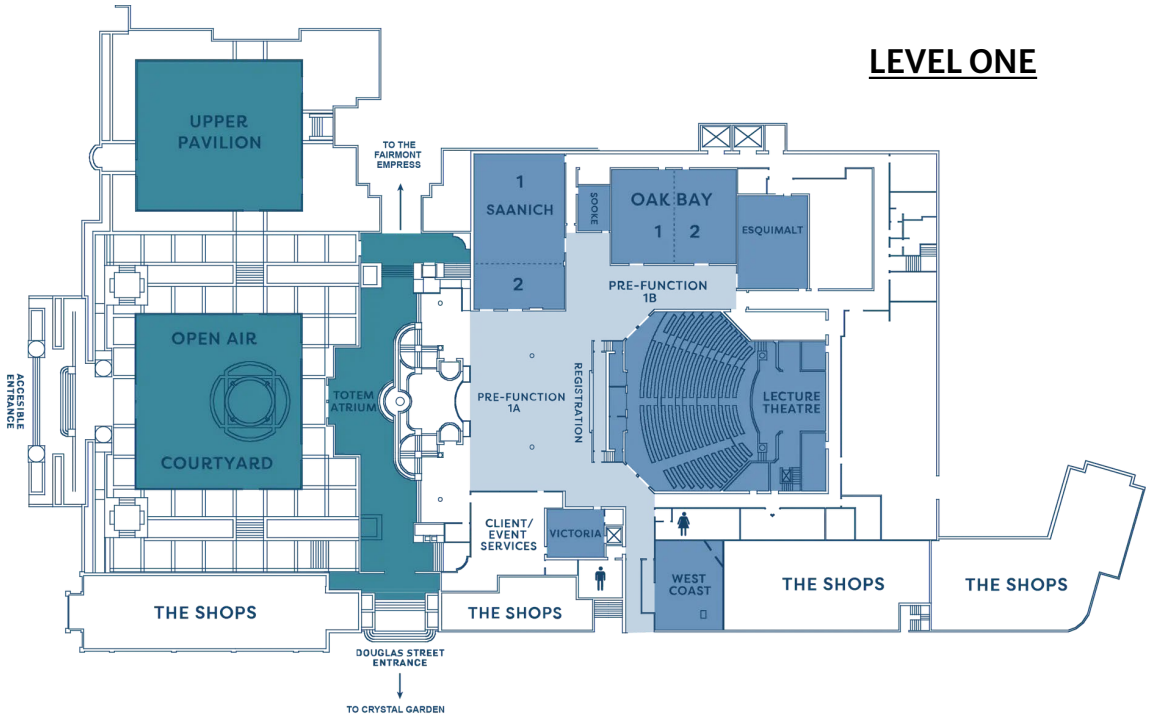 LEVEL ONE
UPPER
PAVILION
TO THE
FAIRMONT
EMPRESS
1
SAANICH
2
SOOKE
OAK BAY
1 2
ESQUIMALT
PRE-FUNCTION
1B
OPEN AIR
COURTYARD
ACCESIBLE
ENTRANCE
TOTEM
ATRIUM
PRE-FUNCTION
1A
REGISTRATION
LECTURE
THEATRE
CLIENT/
EVENT
SERVICES
VICTORIA
WEST
COAST
THE SHOPS
THE SHOPS
THE SHOPS
THE SHOPS
DOUGLAS STREET
ENTRANCE
TO CRYSTAL GARDEN